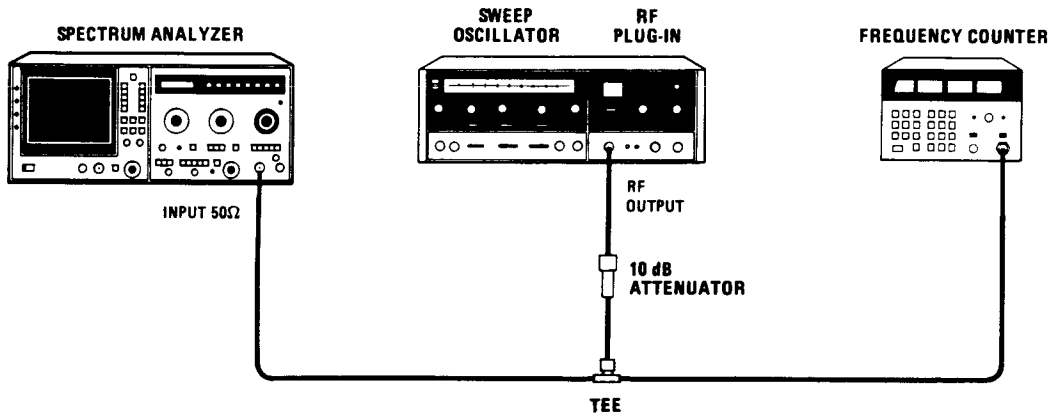 SPECTRUM ANALYZER
SWEEP
OSCILLATOR
RF
PLUG-IN
FREQUENCY COUNTER
INPUT 50Ω
RF
OUTPUT
10 dB
ATTENUATOR
TEE